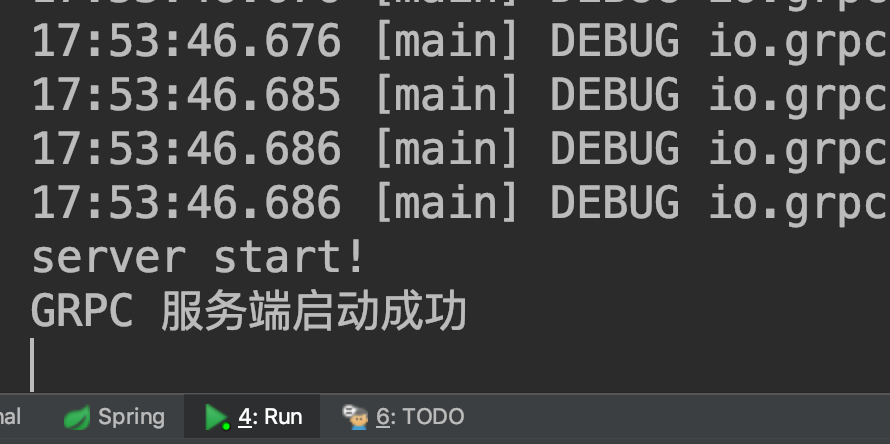 17:53:46.676 [main] DEBUG io.grpc
17:53:46.685 [main] DEBUG io.grpc
17:53:46.686 [main] DEBUG io.grpc
17:53:46.686 [main] DEBUG io.grpc
server start!
GRPC 服务端启动成功
nal Spring 4: Run 6: TODO